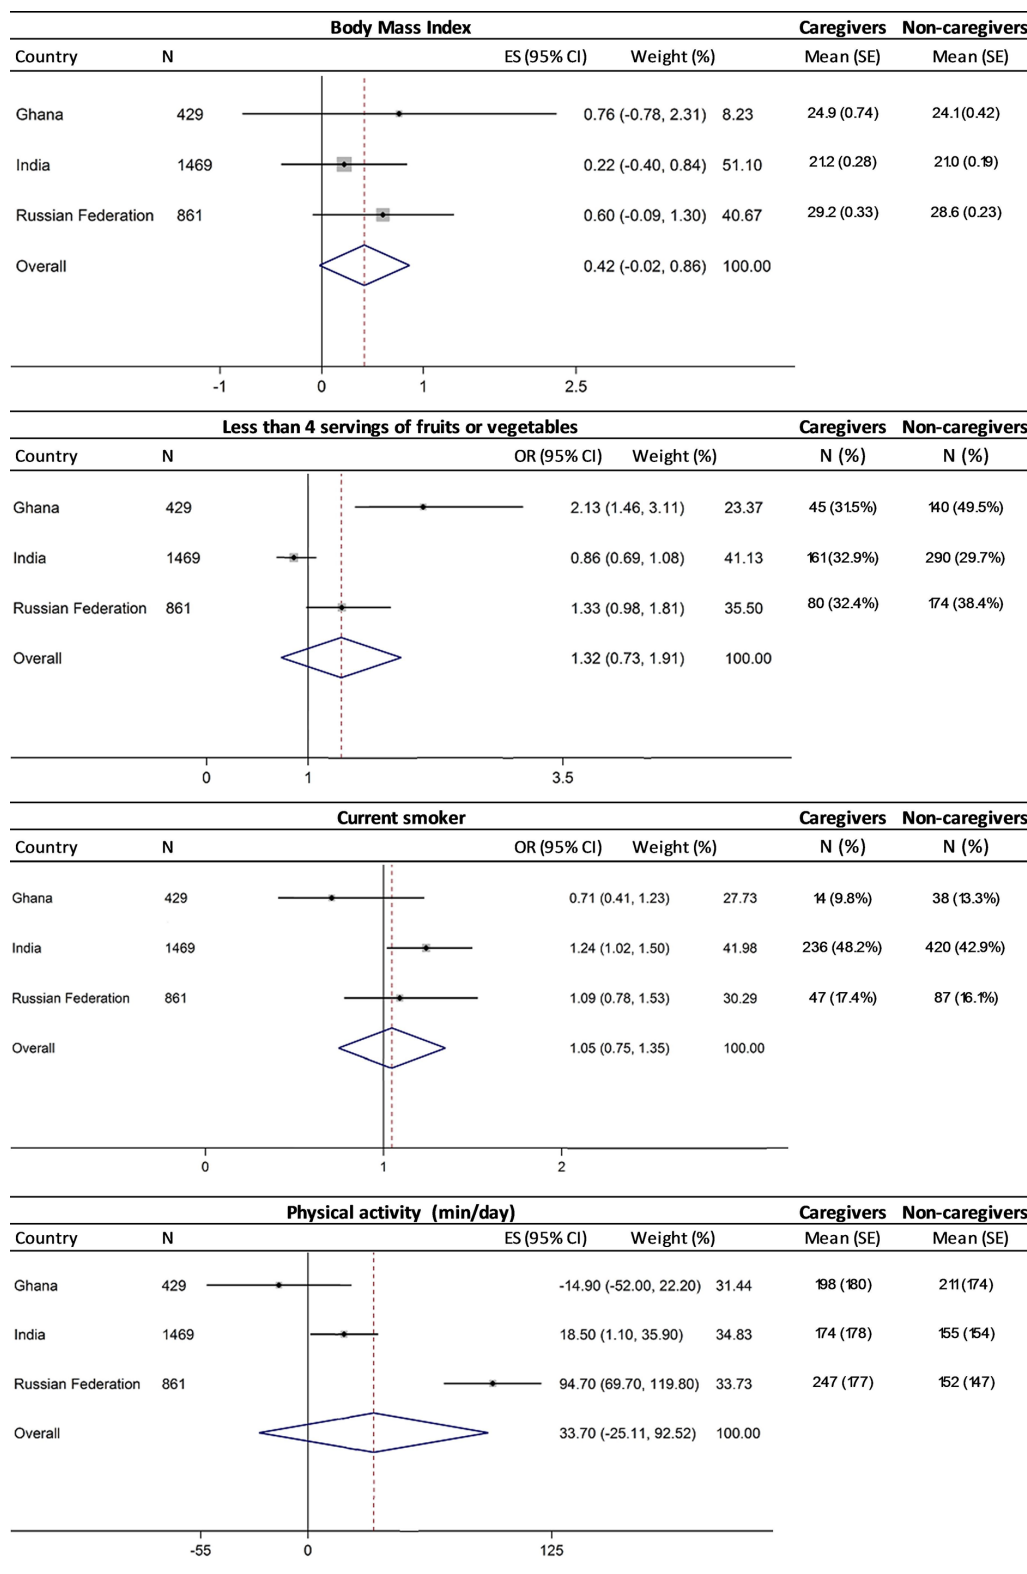 Body Mass Index Caregivers Non-caregivers
Country N ES (95% CI) Weight (%) Mean (SE) Mean (SE)
Ghana 429 0.76 (-0.78, 2.31) 8.23 24.9 (0.74) 24.1 (0.42)
India 1469 0.22 (-0.40, 0.84) 51.10 21.2 (0.28) 21.0 (0.19)
Russian Federation 861 0.60 (-0.09, 1.30) 40.67 29.2 (0.33) 28.6 (0.23)
Overall 0.42 (-0.02, 0.86) 100.00
-1 0 1 2.5
Less than 4 servings of fruits or vegetables Caregivers Non-caregivers
Country N OR (95% CI) Weight (%) N (%) N (%)
Ghana 429 2.13 (1.46, 3.11) 23.37 45 (31.5%) 140 (49.5%)
India 1469 0.86 (0.69, 1.08) 41.13 161 (32.9%) 290 (29.7%)
Russian Federation 861 1.33 (0.98, 1.81) 35.50 80 (32.4%) 174 (38.4%)
Overall 1.32 (0.73, 1.91) 100.00
0 1 3.5
Current smoker Caregivers Non-caregivers
Country N OR (95% CI) Weight (%) N (%) N (%)
Ghana 429 0.71 (0.41, 1.23) 27.73 14 (9.8%) 38 (13.3%)
India 1469 1.24 (1.02, 1.50) 41.98 236 (48.2%) 420 (42.9%)
Russian Federation 861 1.09 (0.78, 1.53) 30.29 47 (17.4%) 87 (16.1%)
Overall 1.05 (0.75, 1.35) 100.00
0 1 2
Physical activity (min/day) Caregivers Non-caregivers
Country N ES (95% CI) Weight (%) Mean (SE) Mean (SE)
Ghana 429 -14.90 (-52.00, 22.20) 31.44 198 (180) 211 (174)
India 1469 18.50 (1.10, 35.90) 34.83 174 (178) 155 (154)
Russian Federation 861 94.70 (69.70, 119.80) 33.73 247 (177) 152 (147)
Overall 33.70 (-25.11, 92.52) 100.00
-55 0 125